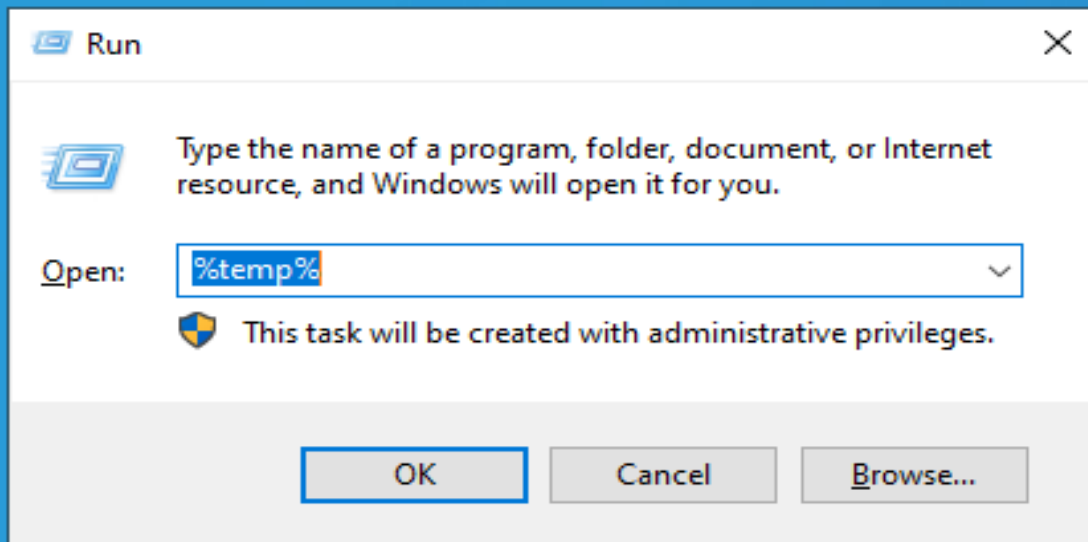 Run
Type the name of a program, folder, document, or Internet
resource, and Windows will open it for you.
Open: %temp%
This task will be created with administrative privileges.
OK Cancel Browse...